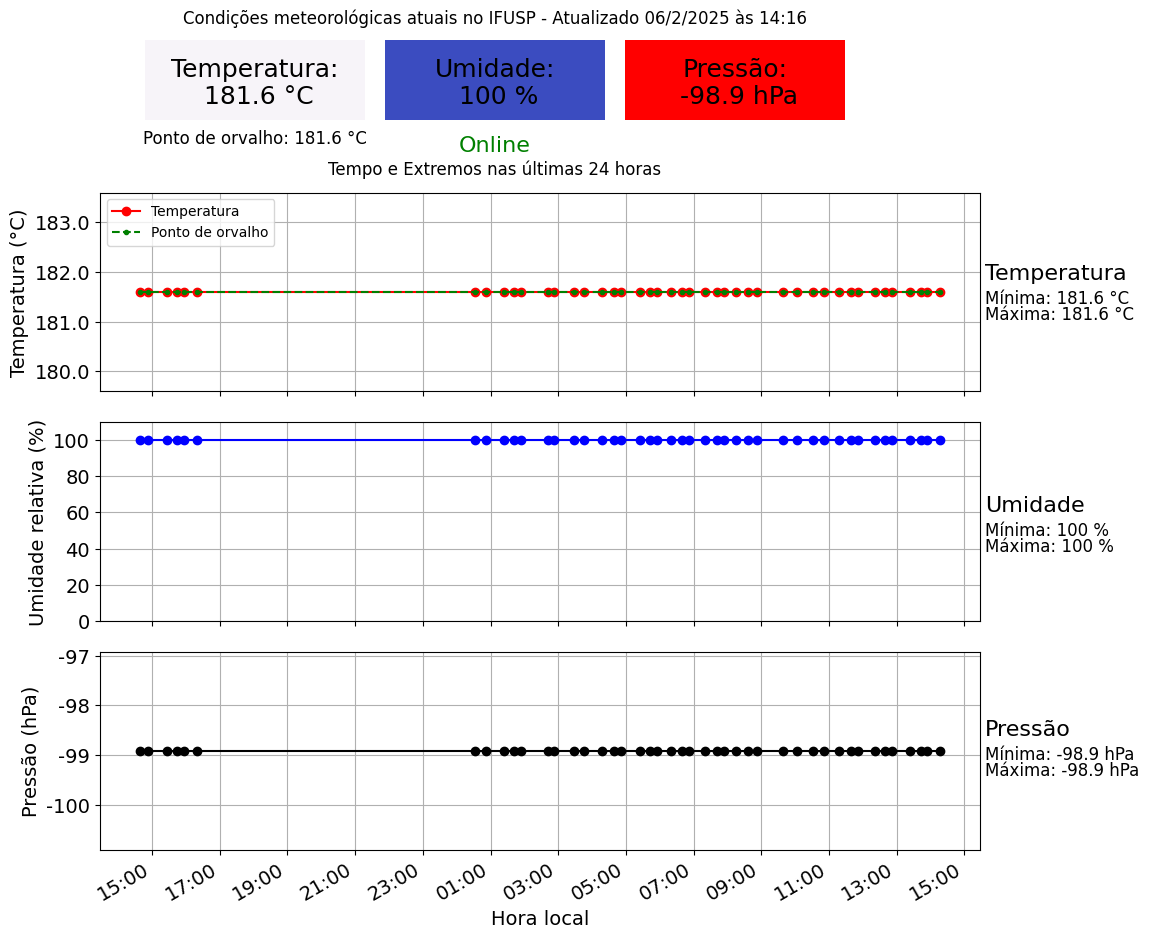 Condições meteorológicas atuais no IFUSP - Atualizado 06/2/2025 às 14:16
Temperatura:
181.6 °C
Umidade:
100 %
Pressão:
-98.9 hPa
Ponto de orvalho: 181.6 °C
Online
Tempo e Extremos nas últimas 24 horas
Temperatura (°C)
183.0
182.0
181.0
180.0
Temperatura
Ponto de orvalho
Temperatura
Mínima: 181.6 °C
Máxima: 181.6 °C
Umidade relativa (%)
100
80
60
40
20
0
Umidade
Mínima: 100 %
Máxima: 100 %
Pressão (hPa)
-97
-98
-99
-100
Pressão
Mínima: -98.9 hPa
Máxima: -98.9 hPa
15:00 17:00 19:00 21:00 23:00 01:00 03:00 05:00 07:00 09:00 11:00 13:00 15:00
Hora local